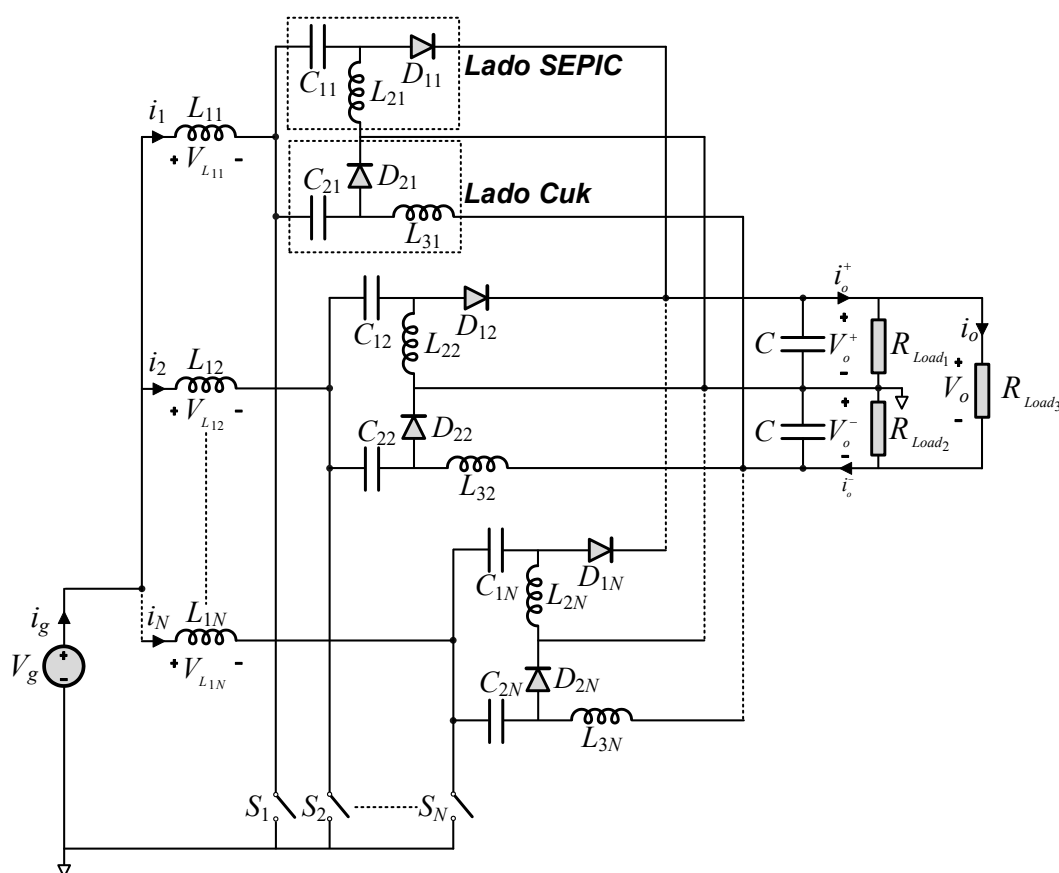 C11
D11
Lado SEPIC
L21
i1
L11
+ VL11 -
C21
D21
Lado Cuk
L31
C12
D12
L22
i2
L12
+ VL12 -
C22
D22
L32
io+
C
+
Vo+
-
RLoad1
io
+
Vo
-
RLoad3
C
+
Vo-
-
RLoad2
io-
C1N
D1N
L2N
ig
iN
L1N
+ VL1N -
Vg
+
-
C2N
D2N
L3N
S1
S2
SN